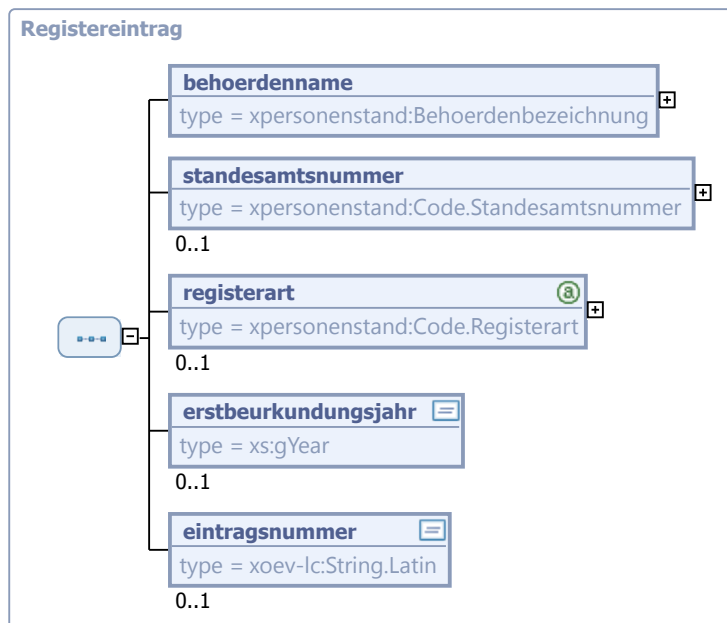 Registereintrag
behoerdenname
type = xpersonenstand:Behoerdenbezeichnung
standesamtsnummer
type = xpersonenstand:Code.Standesamtsnummer
0..1
registerart
type = xpersonenstand:Code.Registerart
0..1
erstbeurkundungsjahr
type = xs:gYear
0..1
eintragsnummer
type = xoev-lc:String.Latin
0..1